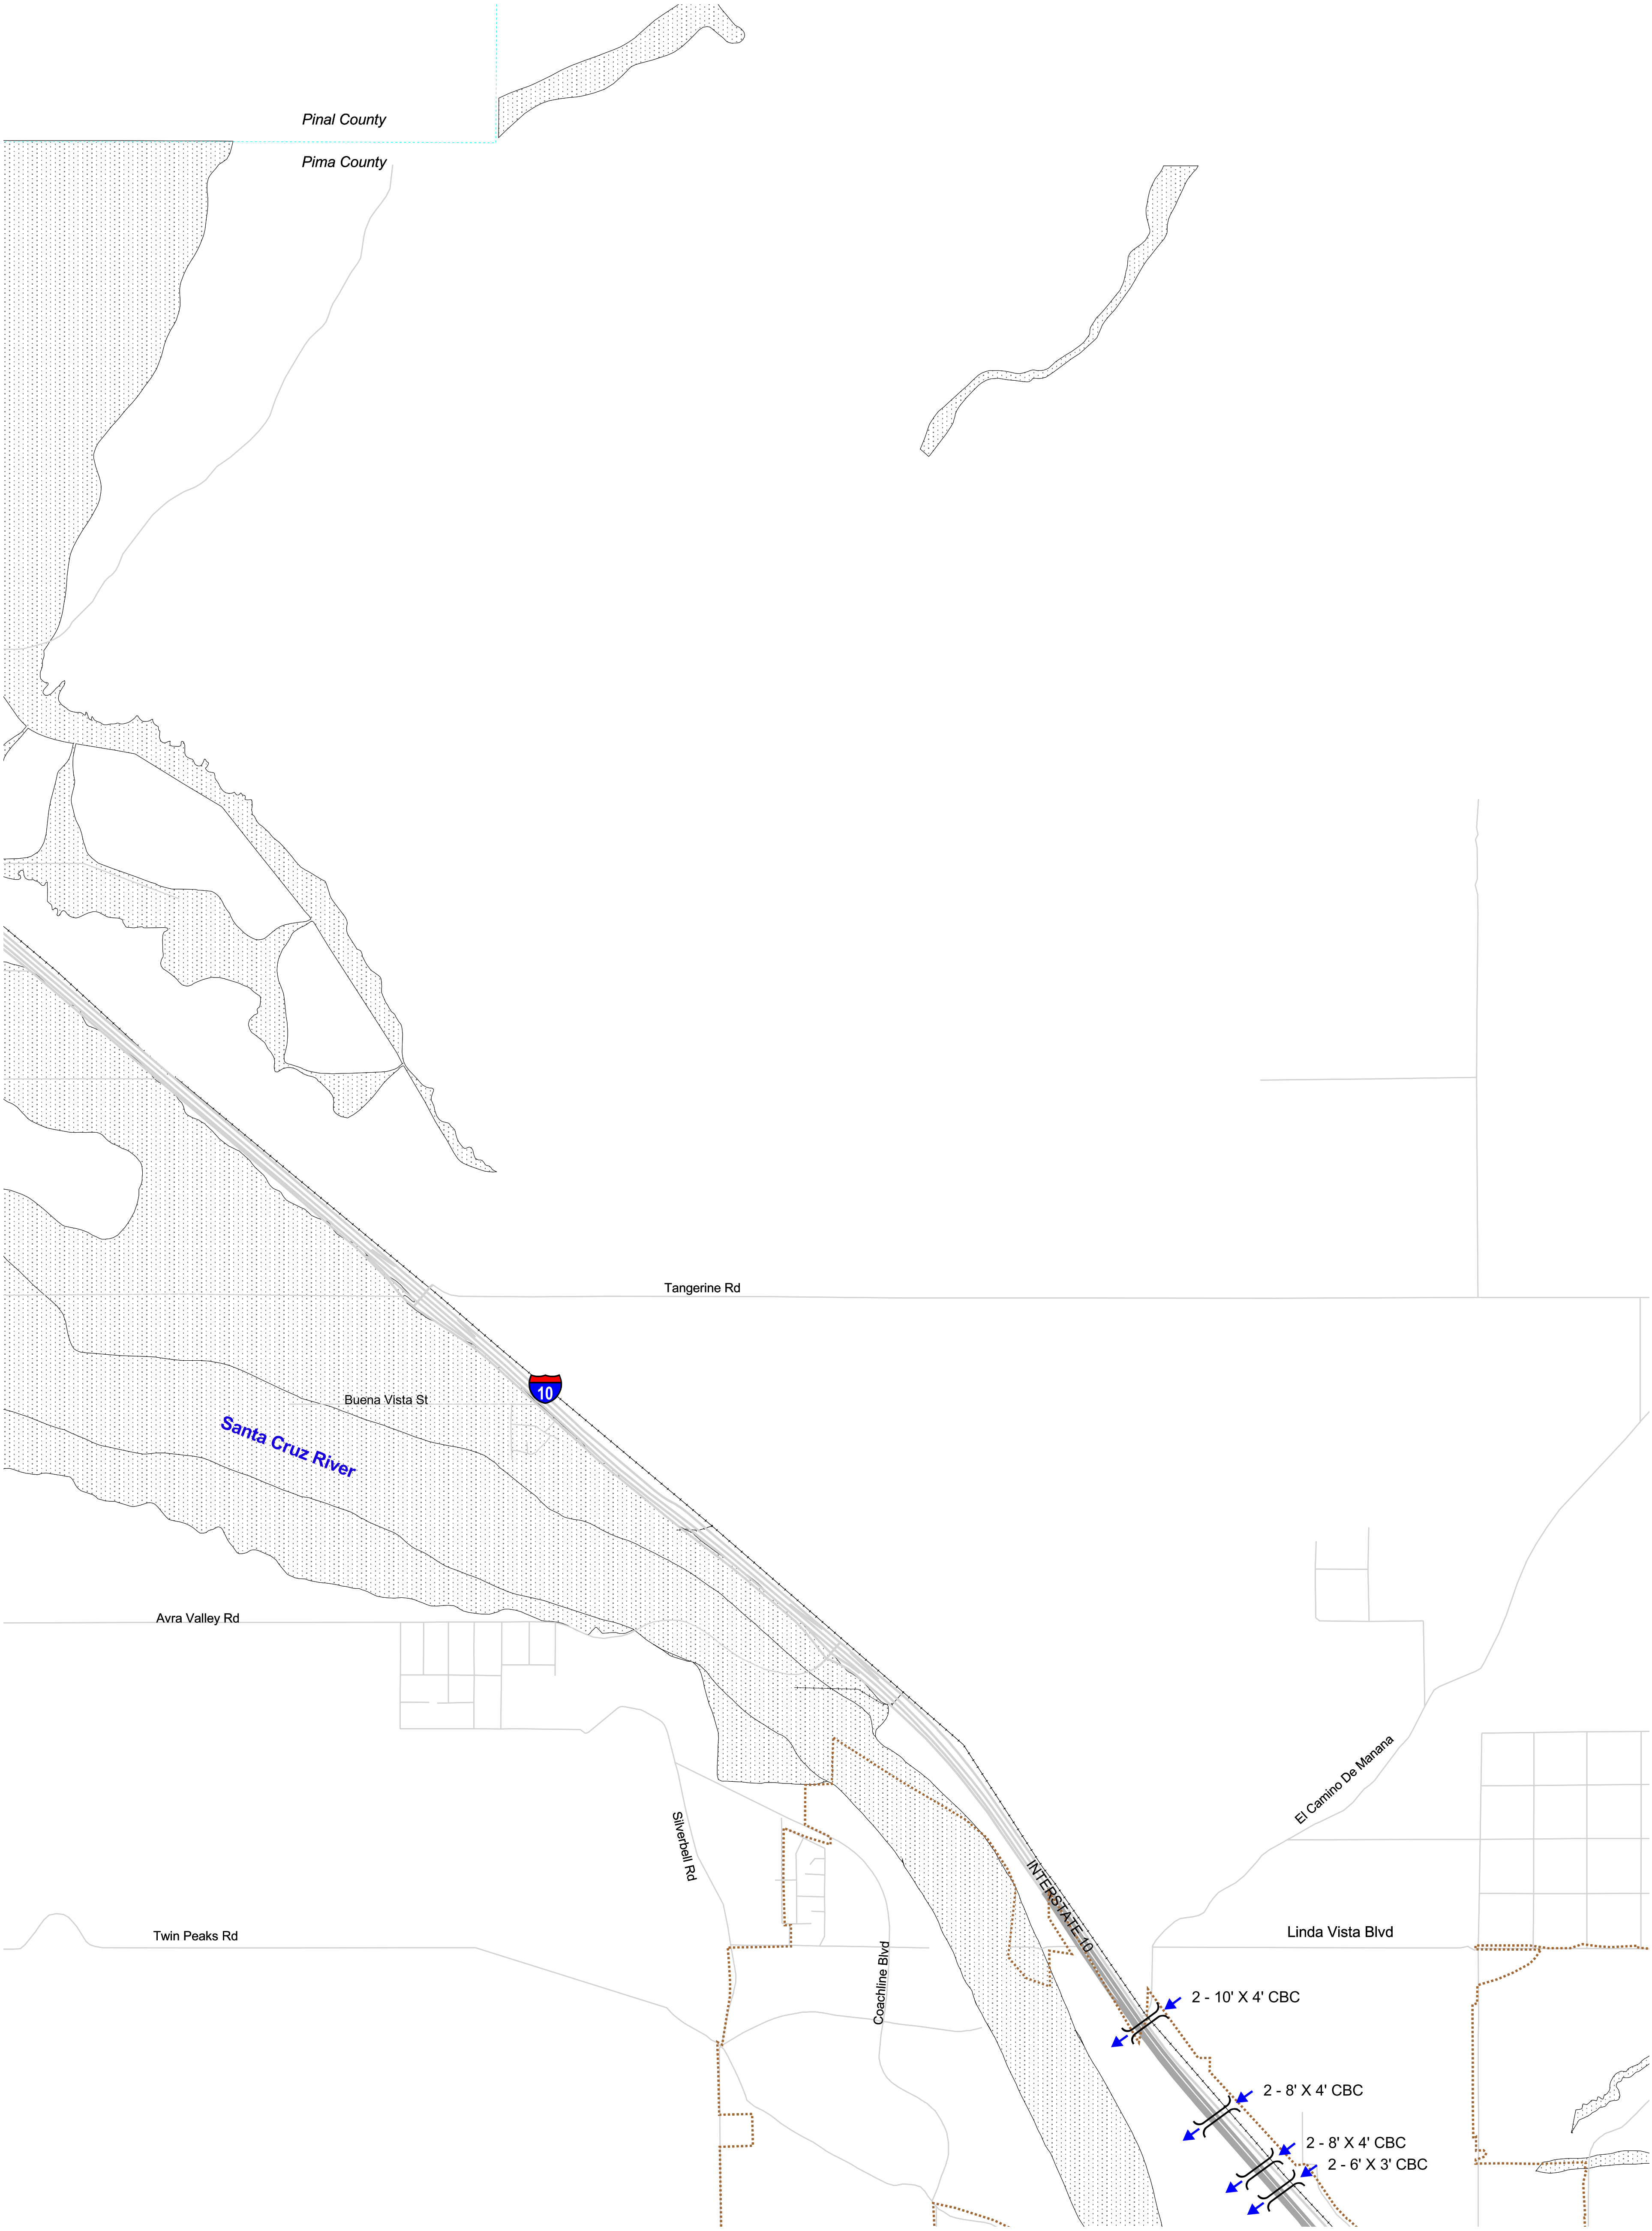 Pinal County
Pima County
Tangerine Rd
10
Buena Vista St
Santa Cruz River
Avra Valley Rd
El Camino De Manana
Silverbell Rd
INTERSTATE 10
Twin Peaks Rd
Linda Vista Blvd
Coachline Blvd
2 - 10' X 4' CBC
2 - 8' X 4' CBC
2 - 8' X 4' CBC
2 - 6' X 3' CBC